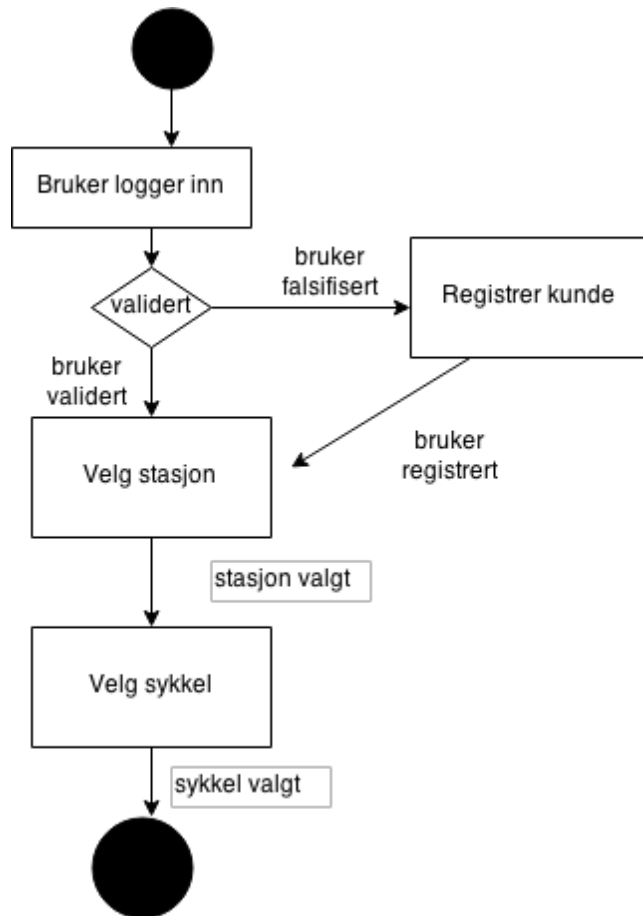 Bruker logger inn
bruker
falsifisert
Registrer kunde
validert
bruker
validert
Velg stasjon
bruker
registrert
stasjon valgt
Velg sykkel
sykkel valgt